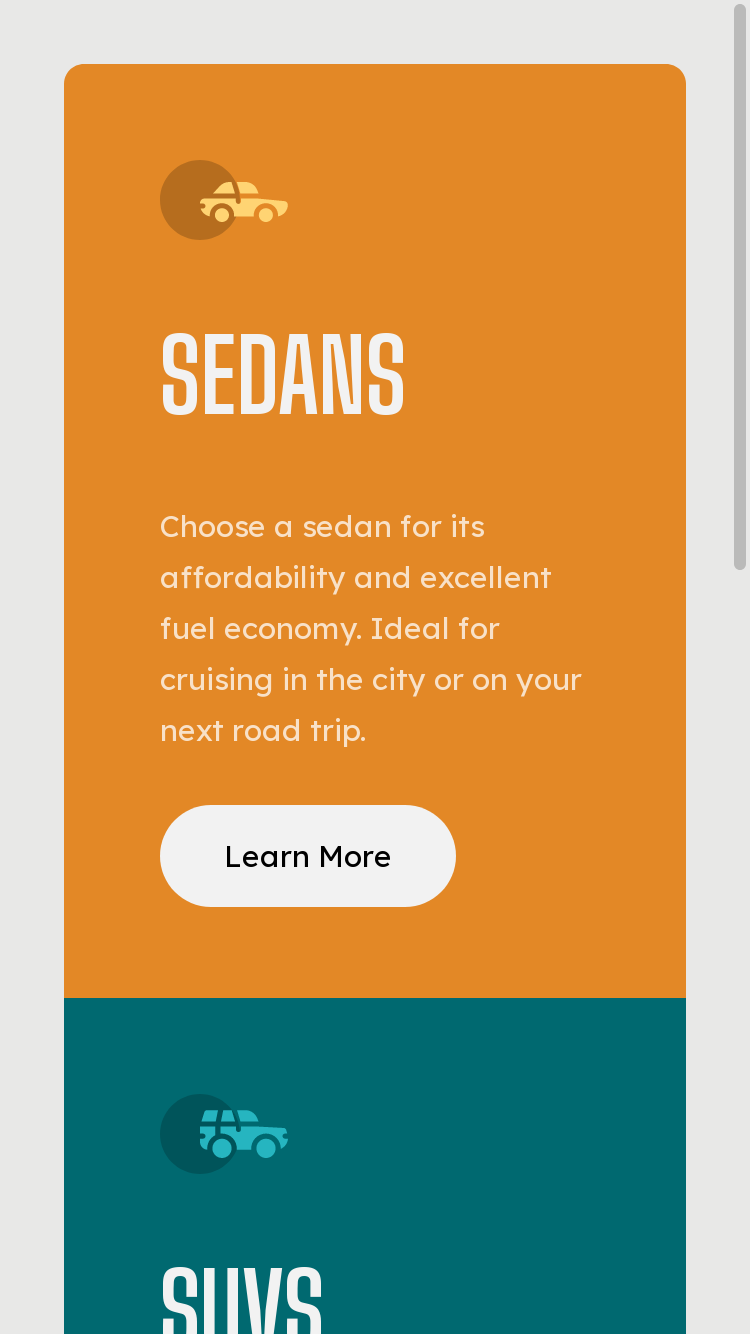 SEDANS
Choose a sedan for its
affordability and excellent
fuel economy. Ideal for
cruising in the city or on your
next road trip.
Learn More
SUVS